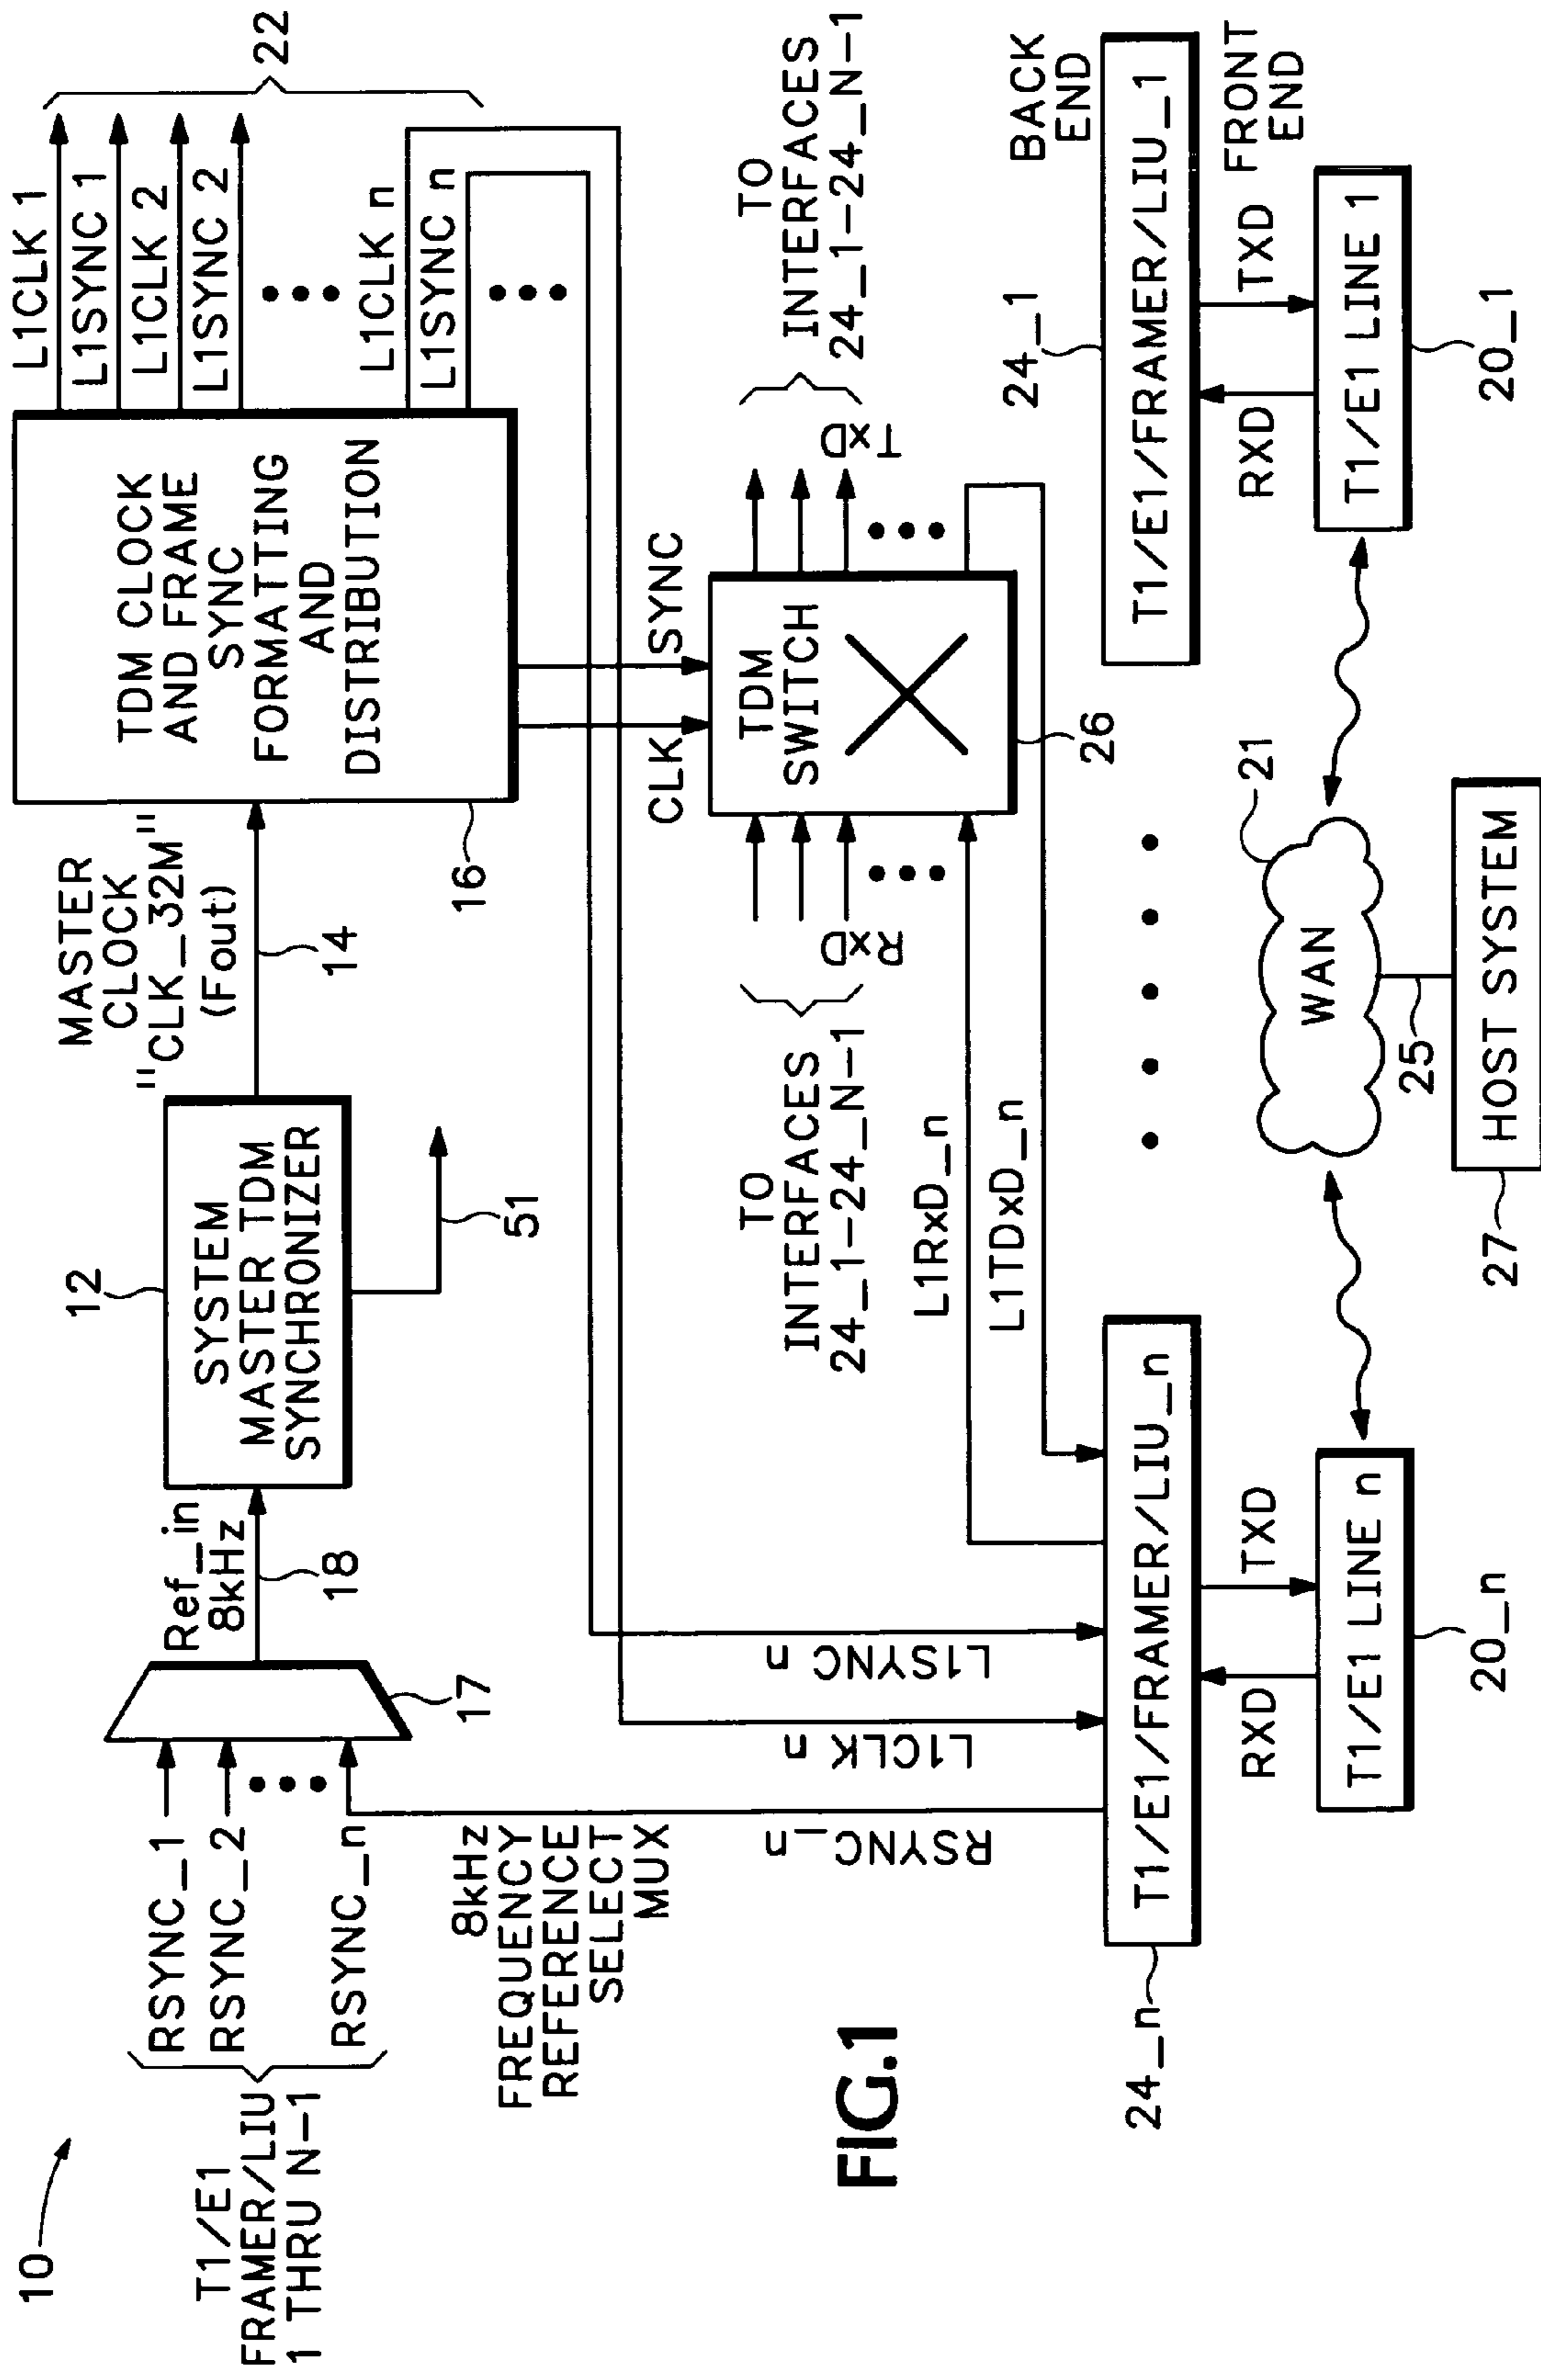 10
T1/E1
FRAMER/LIU
1 THRU N-1
RSYNC_1
RSYNC_2
RSYNC_n
17
8kHz
FREQUENCY
REFERENCE
SELECT
MUX
Ref_in
8kHz
18
12
SYSTEM
MASTER TDM
SYNCHRONIZER
51
MASTER
CLOCK
"CLK_32M"
(Fout)
14
16
TDM CLOCK
AND FRAME
SYNC
FORMATTING
AND
DISTRIBUTION
L1CLK 1
L1SYNC 1
L1CLK 2
L1SYNC 2
L1CLK n
L1SYNC n
22
CLK
SYNC
TDM
SWITCH
26
RxD
TxD
TO
INTERFACES
24_1-24_N-1
TO
INTERFACES
24_1-24_N-1
L1RxD_n
L1TDxD_n
RSYNC_n
L1CLK n
L1SYNC n
24_n
T1/E1/FRAMER/LIU_n
RXD
TXD
T1/E1 LINE n
20_n
24_1
BACK
END
T1/E1/FRAMER/LIU_1
RXD
TXD
FRONT
END
T1/E1 LINE 1
20_1
WAN
21
25
HOST SYSTEM
27
FIG.1